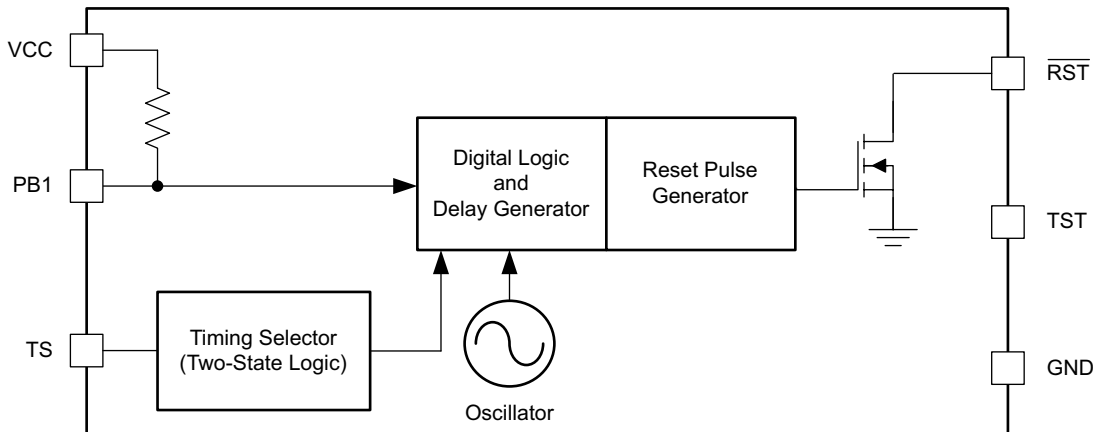 VCC
RST
PB1
Digital Logic
and
Delay Generator
Reset Pulse
Generator
TST
TS
Timing Selector
(Two-State Logic)
GND
Oscillator